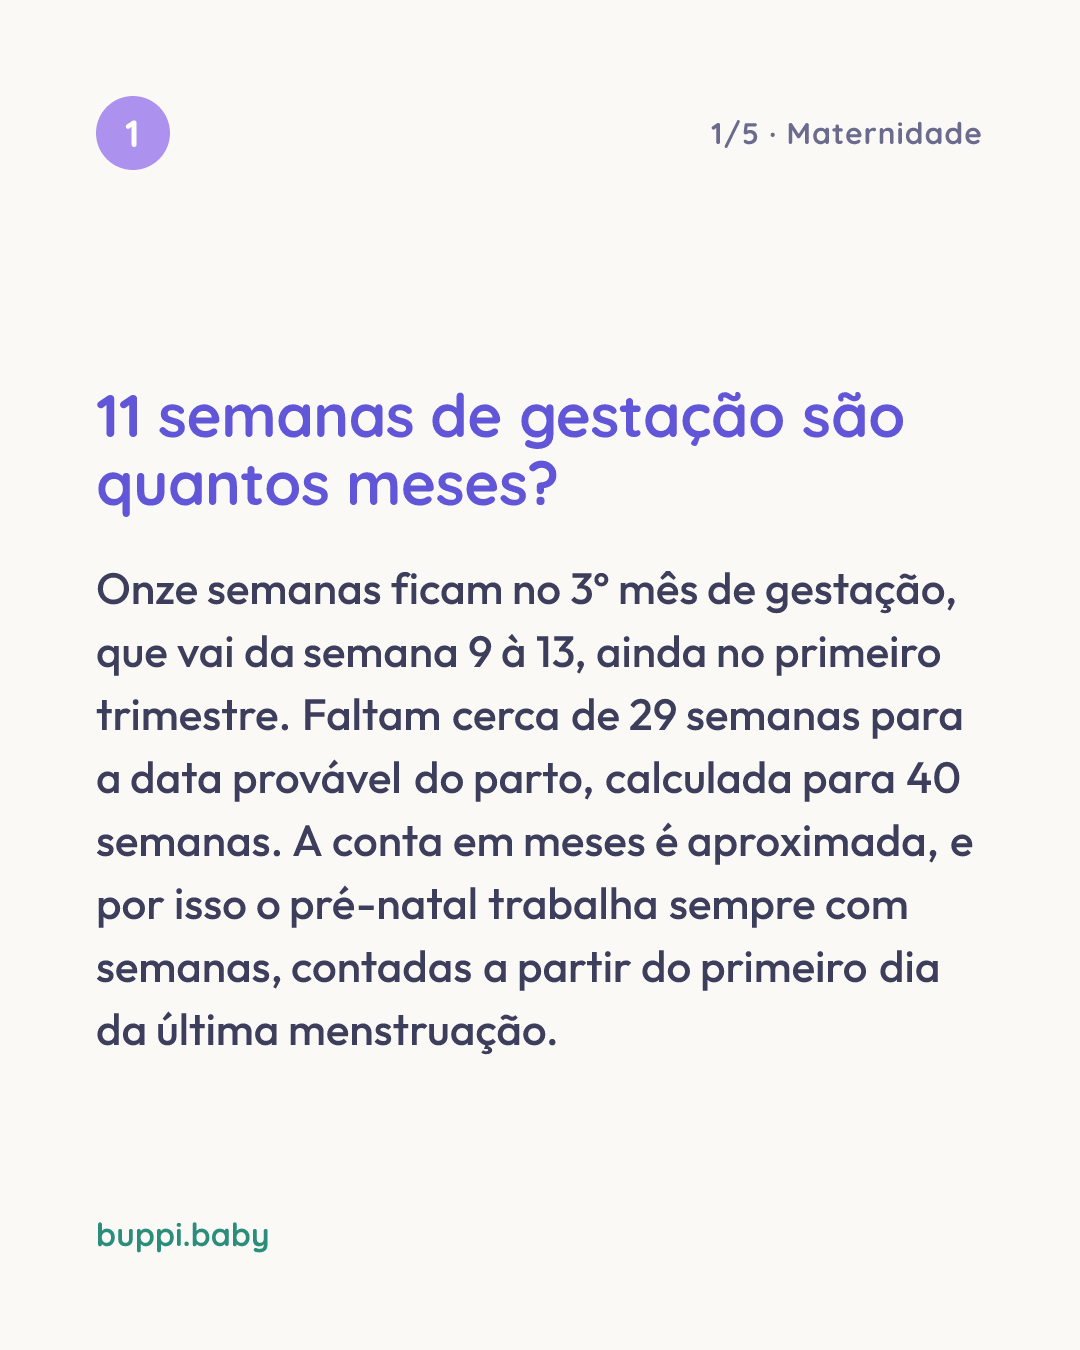 1
1/5 · Maternidade
11 semanas de gestação são
quantos meses?
Onze semanas ficam no 3º mês de gestação,
que vai da semana 9 à 13, ainda no primeiro
trimestre. Faltam cerca de 29 semanas para
a data provável do parto, calculada para 40
semanas. A conta em meses é aproximada, e
por isso o pré-natal trabalha sempre com
semanas, contadas a partir do primeiro dia
da última menstruação.
buppi.baby